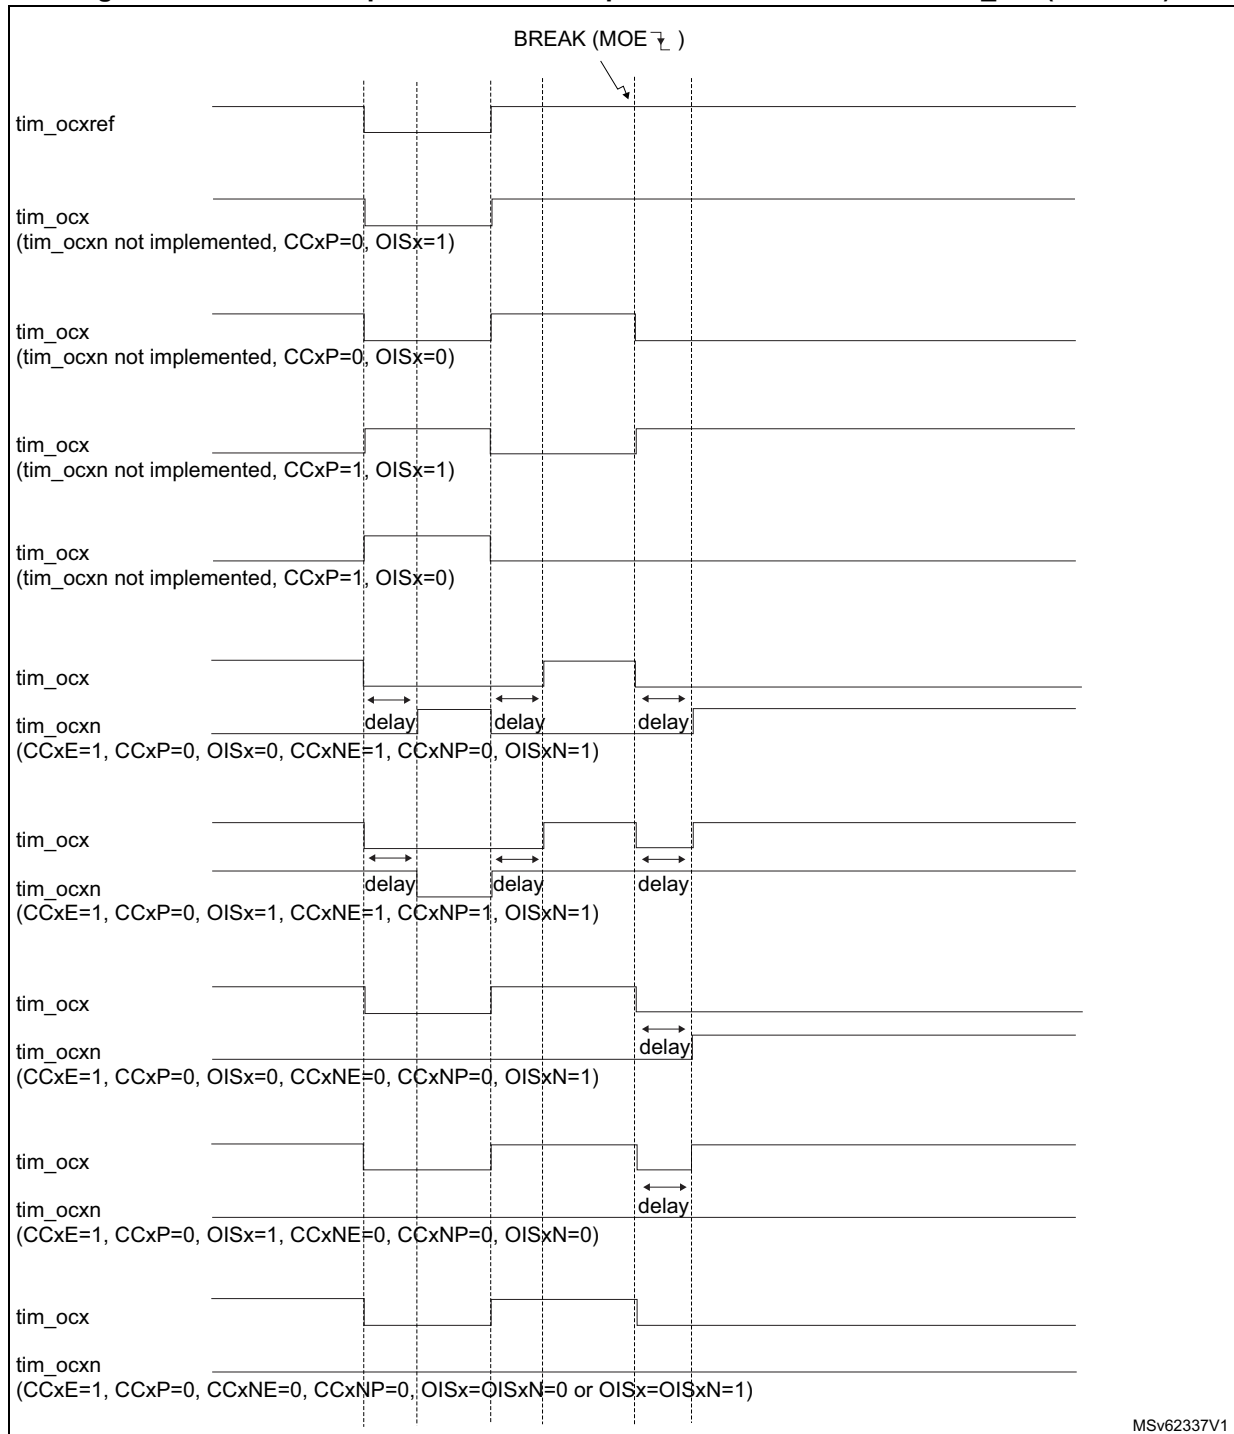 BREAK (MOE )
tim_ocxref
tim_ocx
(tim_ocxn not implemented, CCxP=0, OISx=1)
tim_ocx
(tim_ocxn not implemented, CCxP=0, OISx=0)
tim_ocx
(tim_ocxn not implemented, CCxP=1, OISx=1)
tim_ocx
(tim_ocxn not implemented, CCxP=1, OISx=0)
tim_ocx
delay delay delay
tim_ocxn
(CCxE=1, CCxP=0, OISx=0, CCxNE=1, CCxNP=0, OISxN=1)
tim_ocx
delay delay delay
tim_ocxn
(CCxE=1, CCxP=0, OISx=1, CCxNE=1, CCxNP=1, OISxN=1)
tim_ocx
delay
tim_ocxn
(CCxE=1, CCxP=0, OISx=0, CCxNE=0, CCxNP=0, OISxN=1)
tim_ocx
delay
tim_ocxn
(CCxE=1, CCxP=0, OISx=1, CCxNE=0, CCxNP=0, OISxN=0)
tim_ocx
tim_ocxn
(CCxE=1, CCxP=0, CCxNE=0, CCxNP=0, OISx=OISxN=0 or OISx=OISxN=1)
MSv62337V1